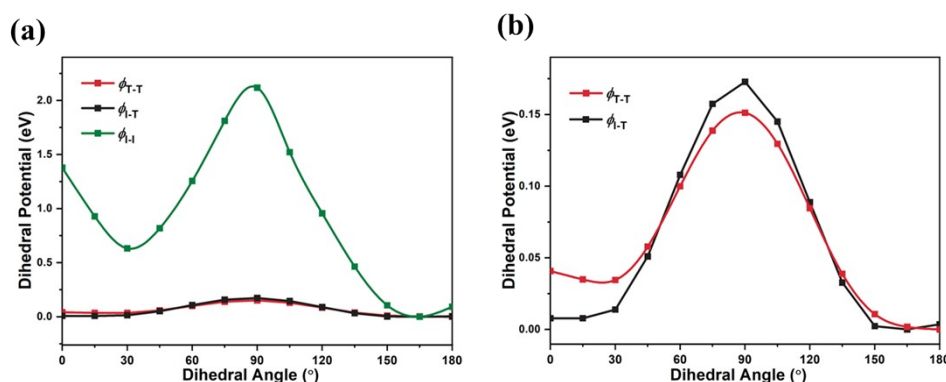 (a)
ϕT-T
ϕI-T
ϕI-I
2.0
1.5
1.0
0.5
0.0
Dihedral Potential (eV)
0 30 60 90 120 150 180
Dihedral Angle (°)
(b)
ϕT-T
ϕI-T
0.15
0.10
0.05
0.00
Dihedral Potential (eV)
0 30 60 90 120 150 180
Dihedral Angle (°)